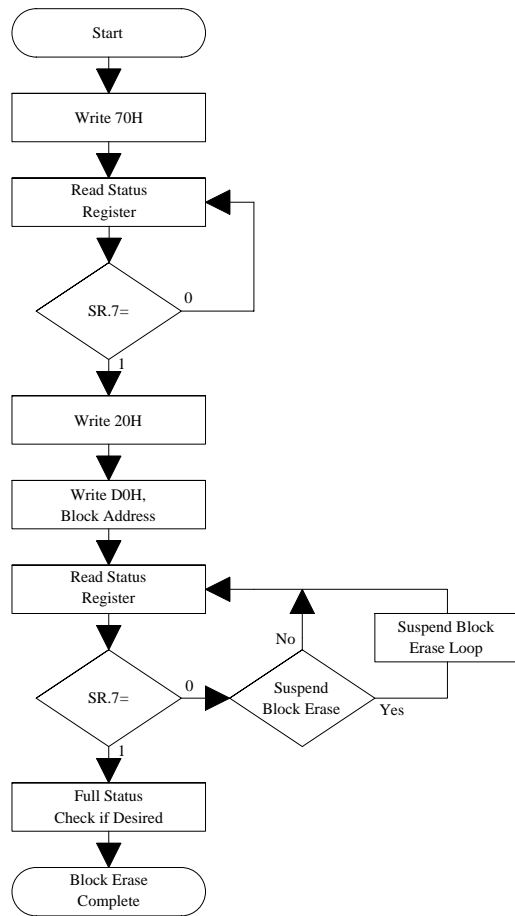 Start
Write 70H
Read Status
Register
SR.7=
0
1
Write 20H
Write D0H,
Block Address
Read Status
Register
No
Suspend Block
Erase Loop
SR.7=
0
Suspend
Block Erase
Yes
1
Full Status
Check if Desired
Block Erase
Complete